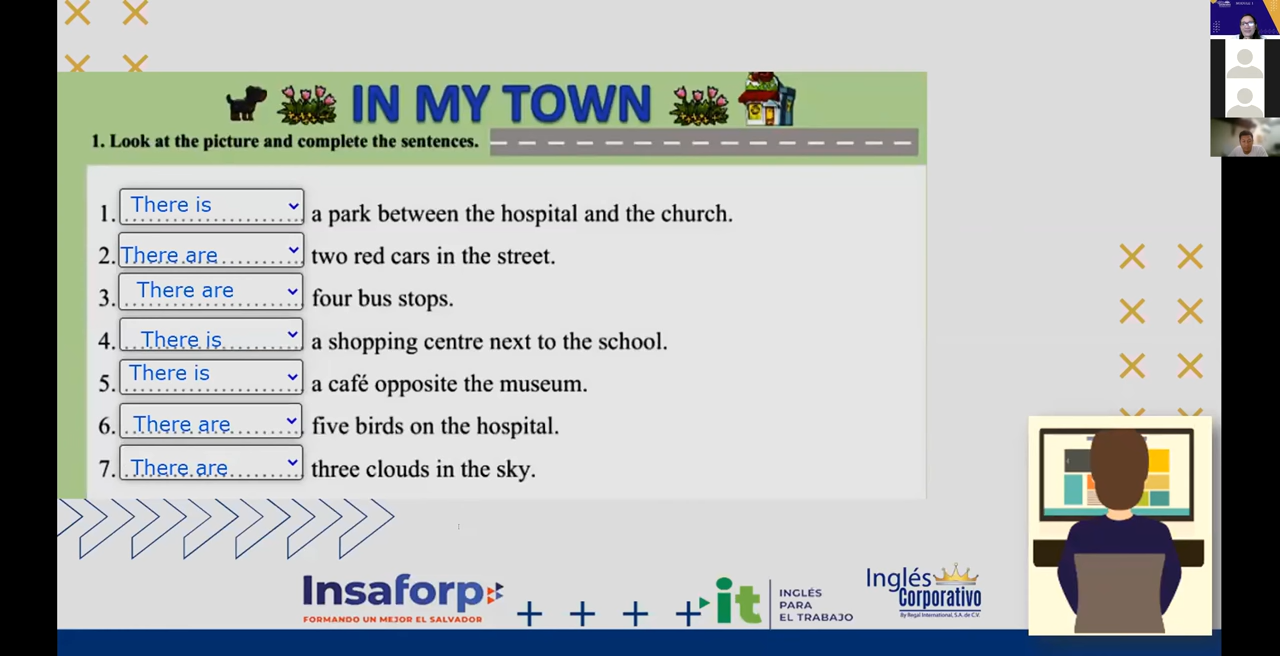 IN MY TOWN
1. Look at the picture and complete the sentences.
1. There is a park between the hospital and the church.
2. There are two red cars in the street.
3. There are four bus stops.
4. There is a shopping centre next to the school.
5. There is a café opposite the museum.
6. There are five birds on the hospital.
7. There are three clouds in the sky.
Insaforp
FORMANDO UN MEJOR EL SALVADOR
it
INGLÉS
PARA
EL TRABAJO
Inglés
Corporativo
By Regal International, S.A. de C.V.